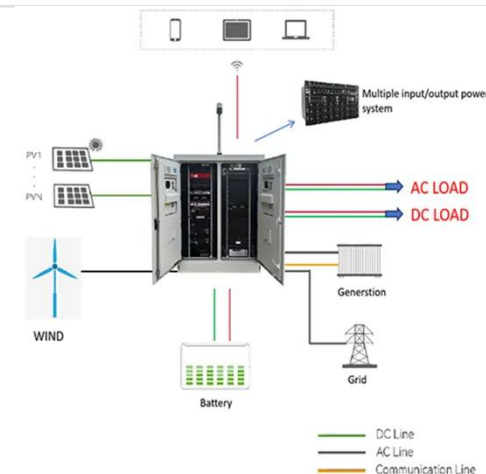 Multiple input/output power
system
PV1
PVN
AC LOAD
DC LOAD
WIND
Generstion
Grid
Battery
DC Line
AC Line
Communication Line